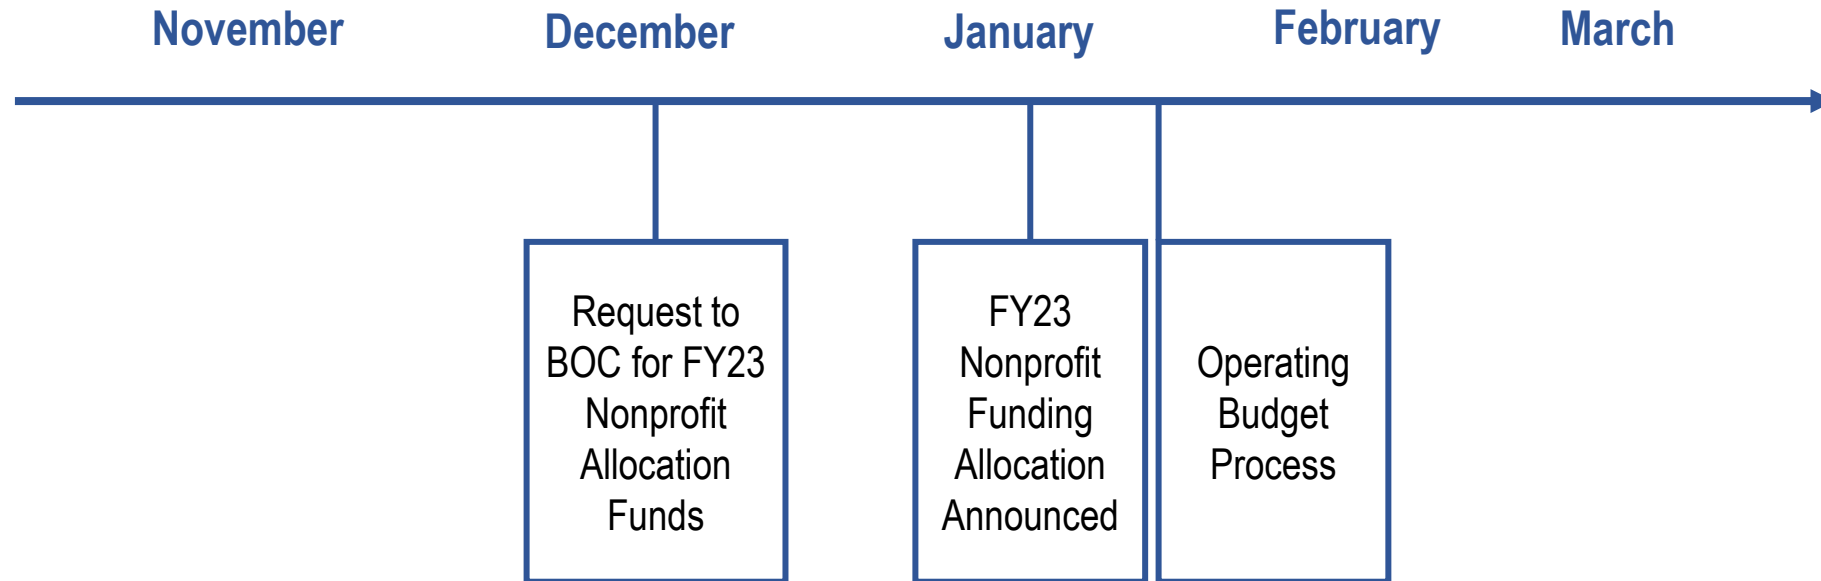 November
December
January
February
March
Request to
BOC for FY23
Nonprofit
Allocation
Funds
FY23
Nonprofit
Funding
Allocation
Announced
Operating
Budget
Process